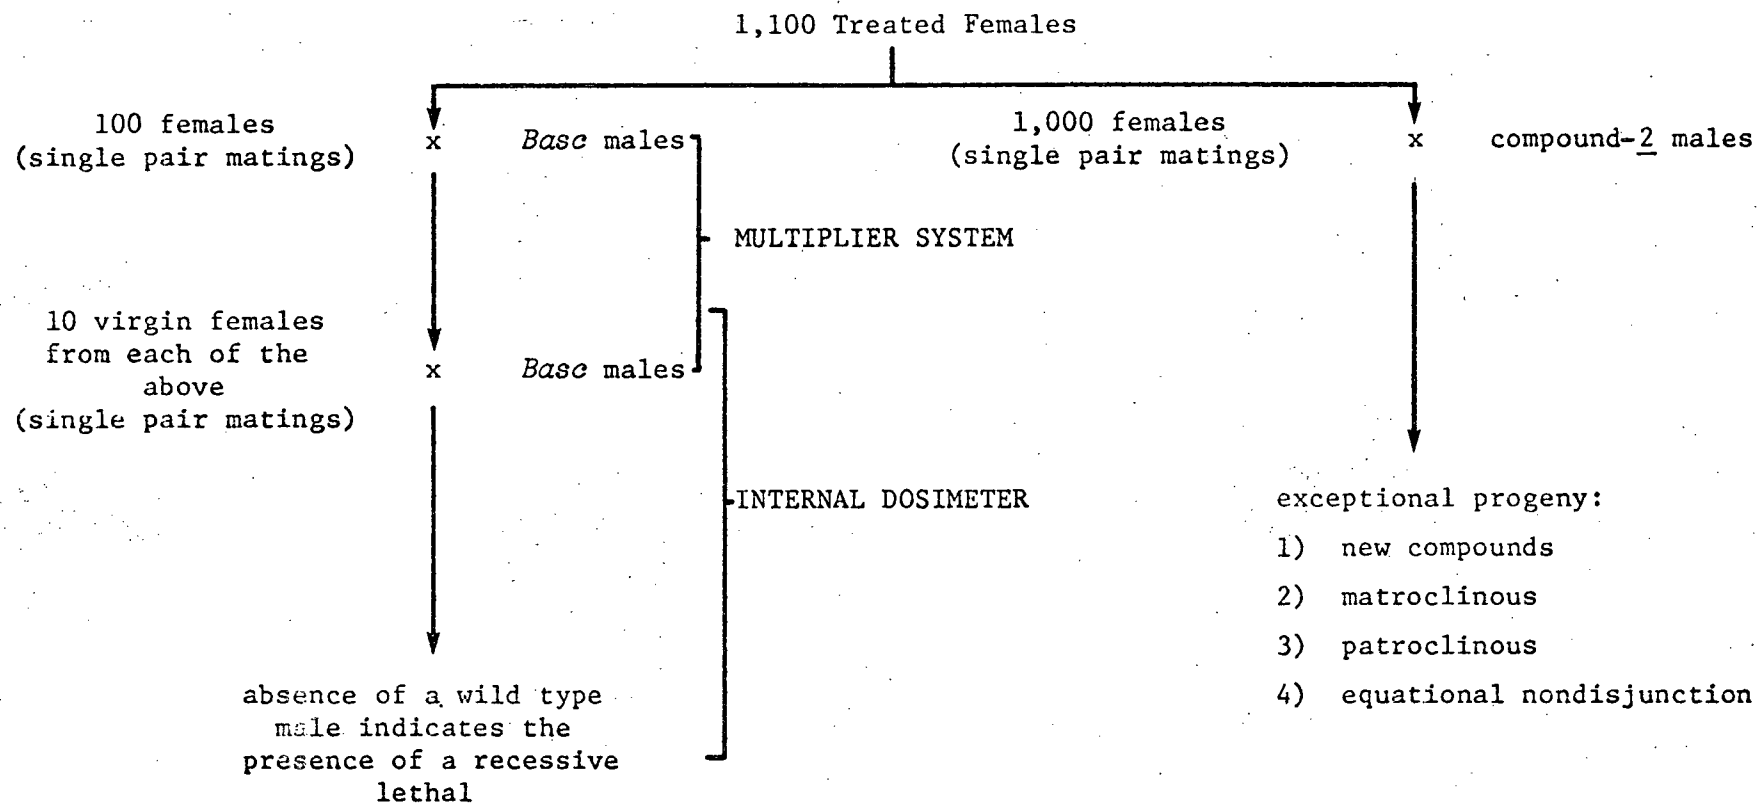 1,100 Treated Females
100 females
(single pair matings)
x
Basc males
1,000 females
(single pair matings)
x
compound-2 males
MULTIPLIER SYSTEM
10 virgin females
from each of the
above
(single pair matings)
x
Basc males
INTERNAL DOSIMETER
absence of a wild type
male indicates the
presence of a recessive
lethal
exceptional progeny:
1) new compounds
2) matroclinous
3) patroclinous
4) equational nondisjunction